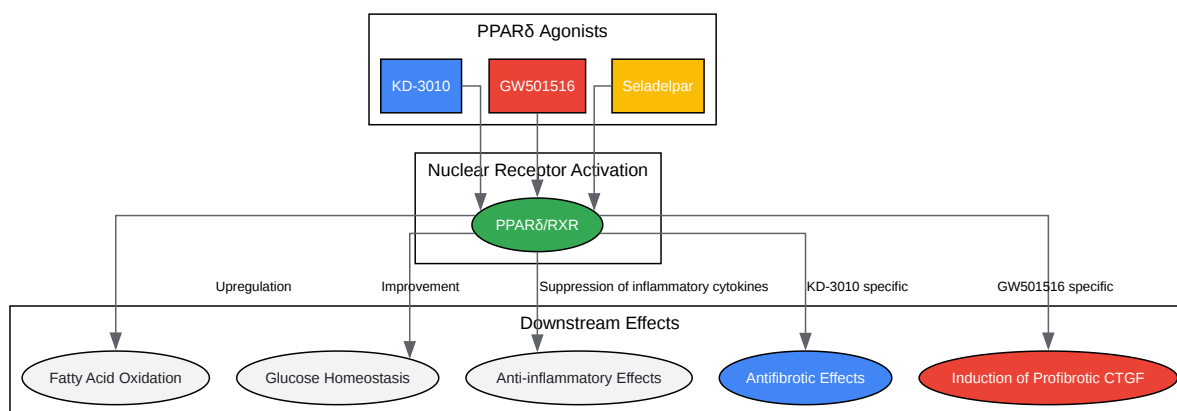 PPARδ Agonists
KD-3010
GW501516
Seladelpar
Nuclear Receptor Activation
PPARδ/RXR
Upregulation
Improvement
Suppression of inflammatory cytokines
KD-3010 specific
GW501516 specific
Downstream Effects
Fatty Acid Oxidation
Glucose Homeostasis
Anti-inflammatory Effects
Antifibrotic Effects
Induction of Profibrotic CTGF